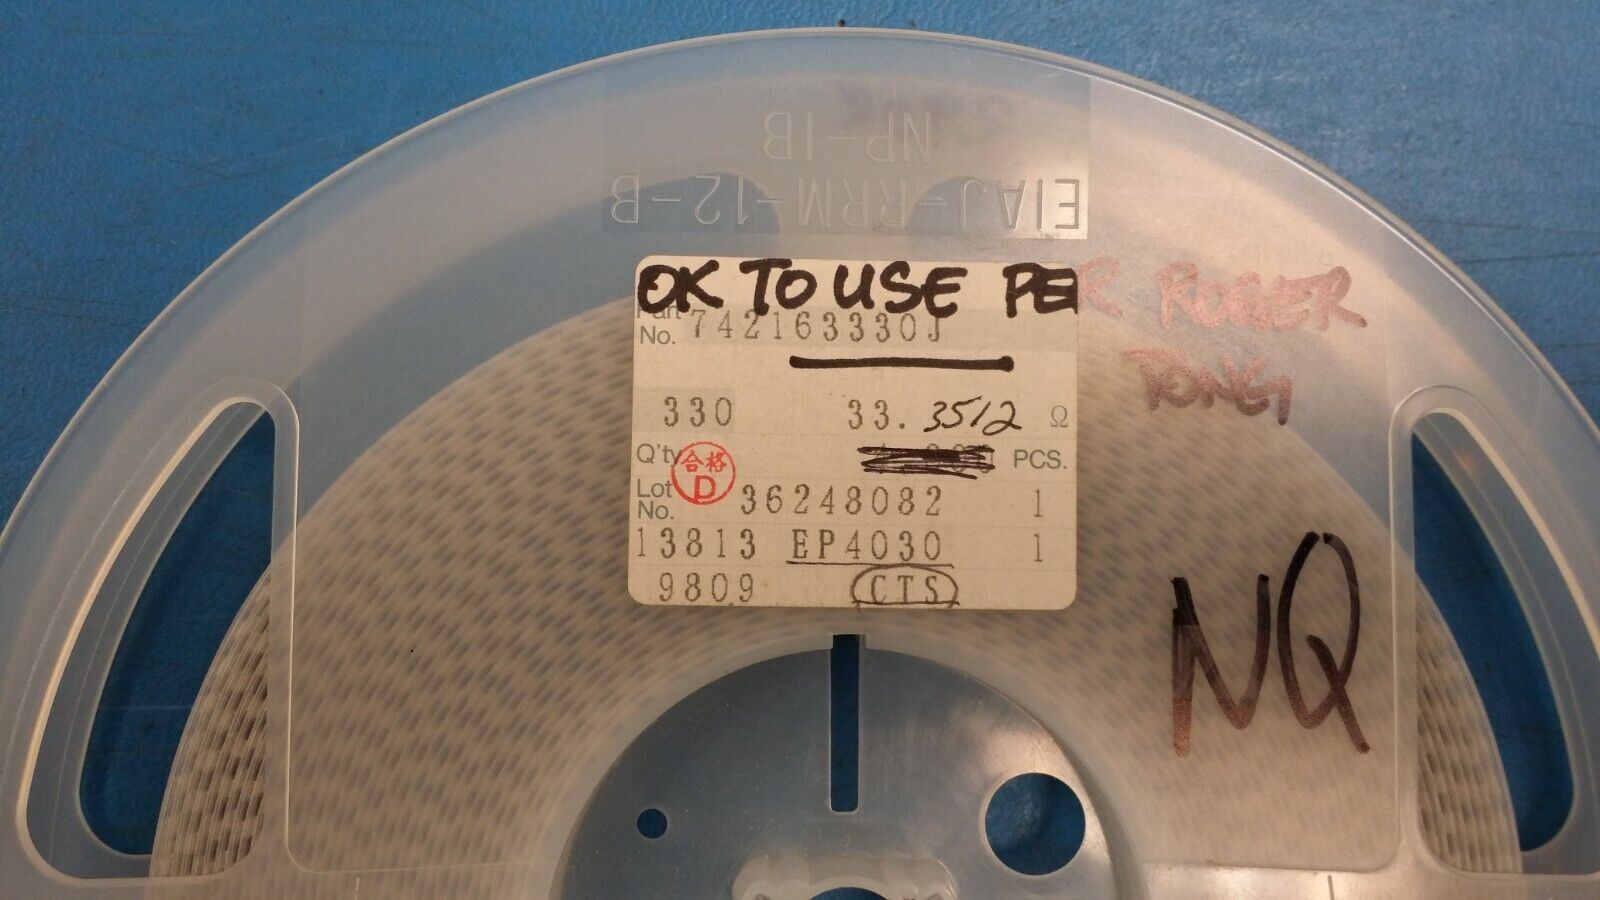 NP-1B
EIAJ-RRM-12-B
OK TO USE PER ROGER
TONG
Part
No. 742163330J
330 33. 3512 Ω
Q'ty PCS.
合格
D
Lot
No. 36248082 1
13813 EP4030 1
9809 CTS
NQ